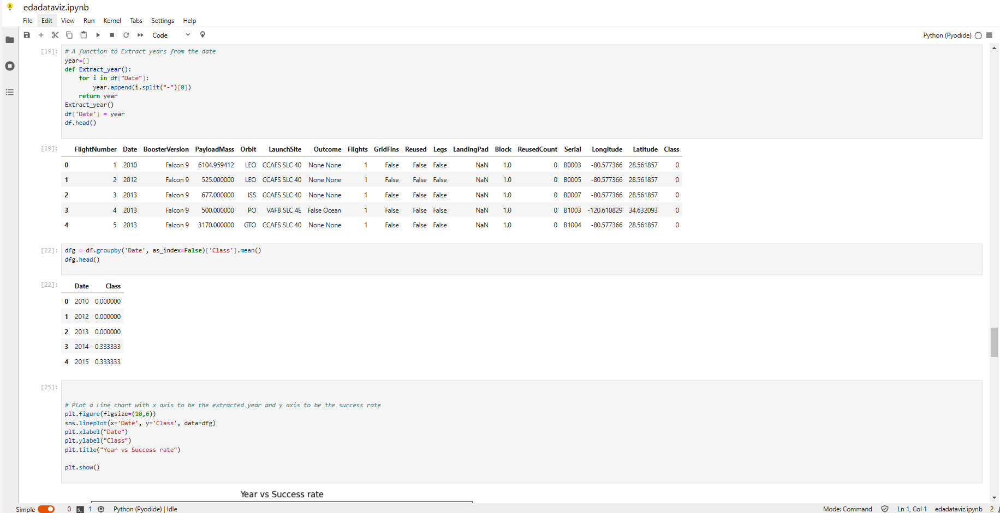 edadataviz.ipynb
File Edit View Run Kernel Tabs Settings Help
Code
Python (Pyodide)
[19]:
# A function to Extract years from the date
year=[]
def Extract_year():
    for i in df["Date"]:
        year.append(i.split("-")[0])
    return year
Extract_year()
df['Date'] = year
df.head()
[19]:
FlightNumber Date BoosterVersion PayloadMass Orbit LaunchSite Outcome Flights GridFins Reused Legs LandingPad Block ReusedCount Serial Longitude Latitude Class
0 1 2010 Falcon 9 6104.959412 LEO CCAFS SLC 40 None None 1 False False False NaN 1.0 0 B0003 -80.577366 28.561857 0
1 2 2012 Falcon 9 525.000000 LEO CCAFS SLC 40 None None 1 False False False NaN 1.0 0 B0005 -80.577366 28.561857 0
2 3 2013 Falcon 9 677.000000 ISS CCAFS SLC 40 None None 1 False False False NaN 1.0 0 B0007 -80.577366 28.561857 0
3 4 2013 Falcon 9 500.000000 PO VAFB SLC 4E False Ocean 1 False False False NaN 1.0 0 B1003 -120.610829 34.632093 0
4 5 2013 Falcon 9 3170.000000 GTO CCAFS SLC 40 None None 1 False False False NaN 1.0 0 B1004 -80.577366 28.561857 0
[22]:
dfg = df.groupby('Date', as_index=False)['Class'].mean()
dfg.head()
[22]:
Date Class
0 2010 0.000000
1 2012 0.000000
2 2013 0.000000
3 2014 0.333333
4 2015 0.333333
[25]:
# Plot a line chart with x axis to be the extracted year and y axis to be the success rate
plt.figure(figsize=(10,6))
sns.lineplot(x='Date', y='Class', data=dfg)
plt.xlabel("Date")
plt.ylabel("Class")
plt.title("Year vs Success rate")
plt.show()
Year vs Success rate
Simple 0 1 Python (Pyodide) | Idle Mode: Command Ln 1, Col 1 edadataviz.ipynb 2